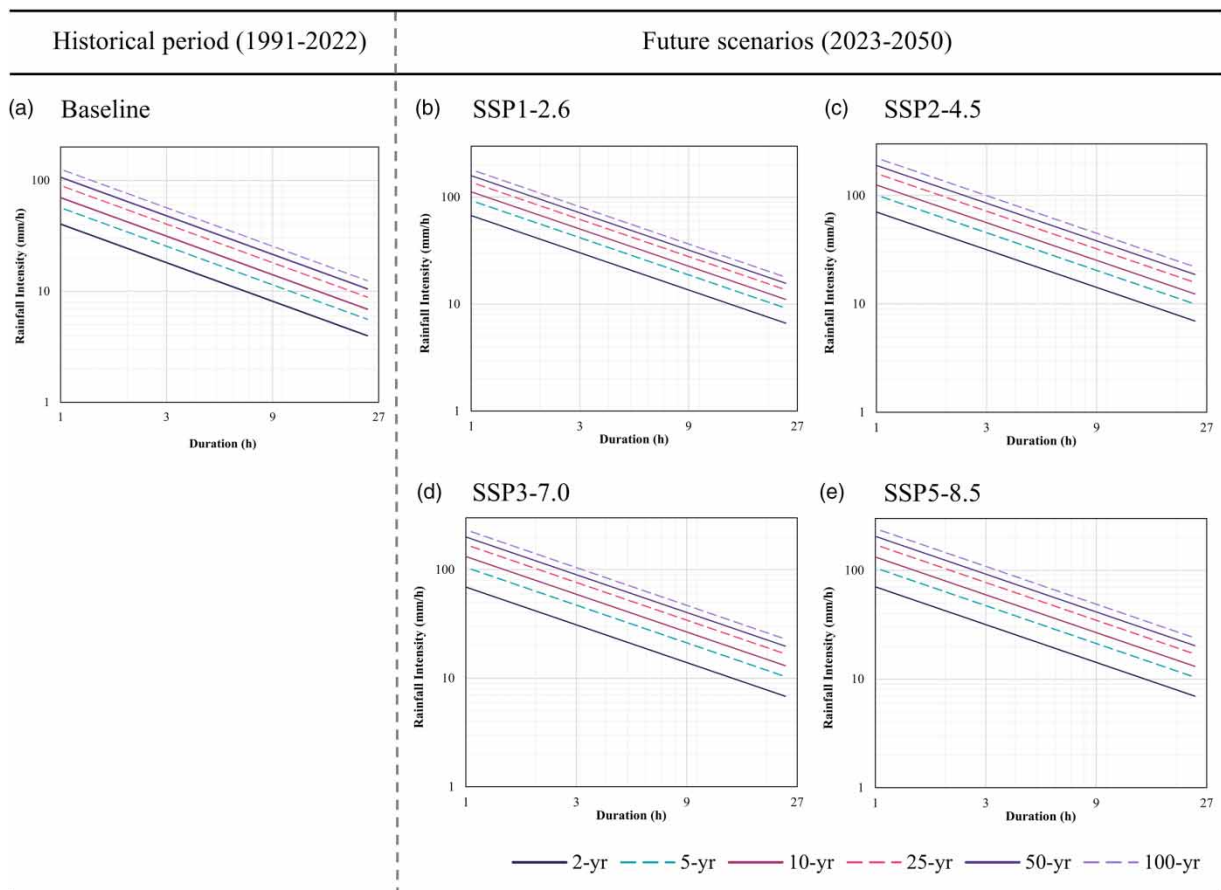 Historical period (1991-2022)
Future scenarios (2023-2050)
(a) Baseline
Rainfall Intensity (mm/h)
100
10
1
1 3 9 27
Duration (h)
(b) SSP1-2.6
Rainfall Intensity (mm/h)
100
10
1
1 3 9 27
Duration (h)
(c) SSP2-4.5
Rainfall Intensity (mm/h)
100
10
1
1 3 9 27
Duration (h)
(d) SSP3-7.0
Rainfall Intensity (mm/h)
100
10
1
1 3 9 27
Duration (h)
(e) SSP5-8.5
Rainfall Intensity (mm/h)
100
10
1
1 3 9 27
Duration (h)
2-yr 5-yr 10-yr 25-yr 50-yr 100-yr